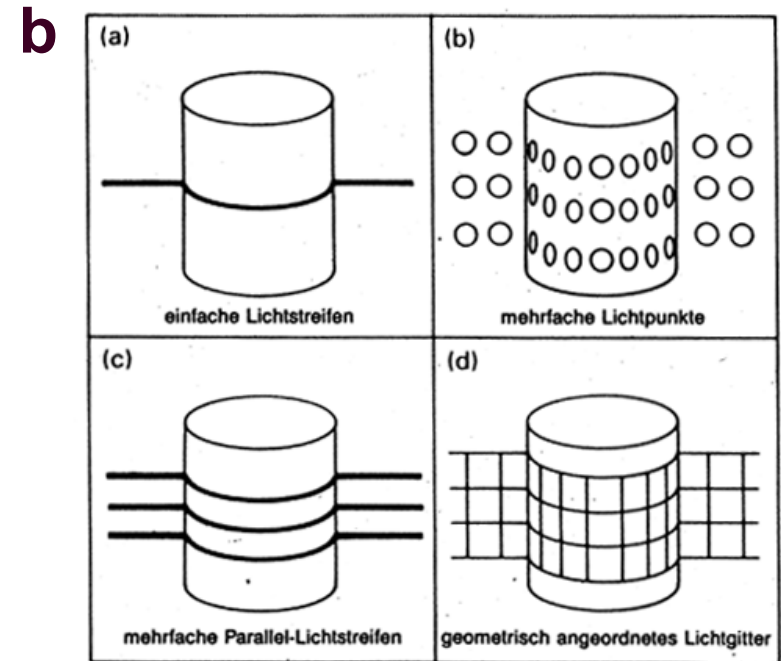 b
(a)
(b)
einfache Lichtstreifen
mehrfache Lichtpunkte
(c)
(d)
mehrfache Parallel-Lichtstreifen
geometrisch angeordnetes Lichtgitter